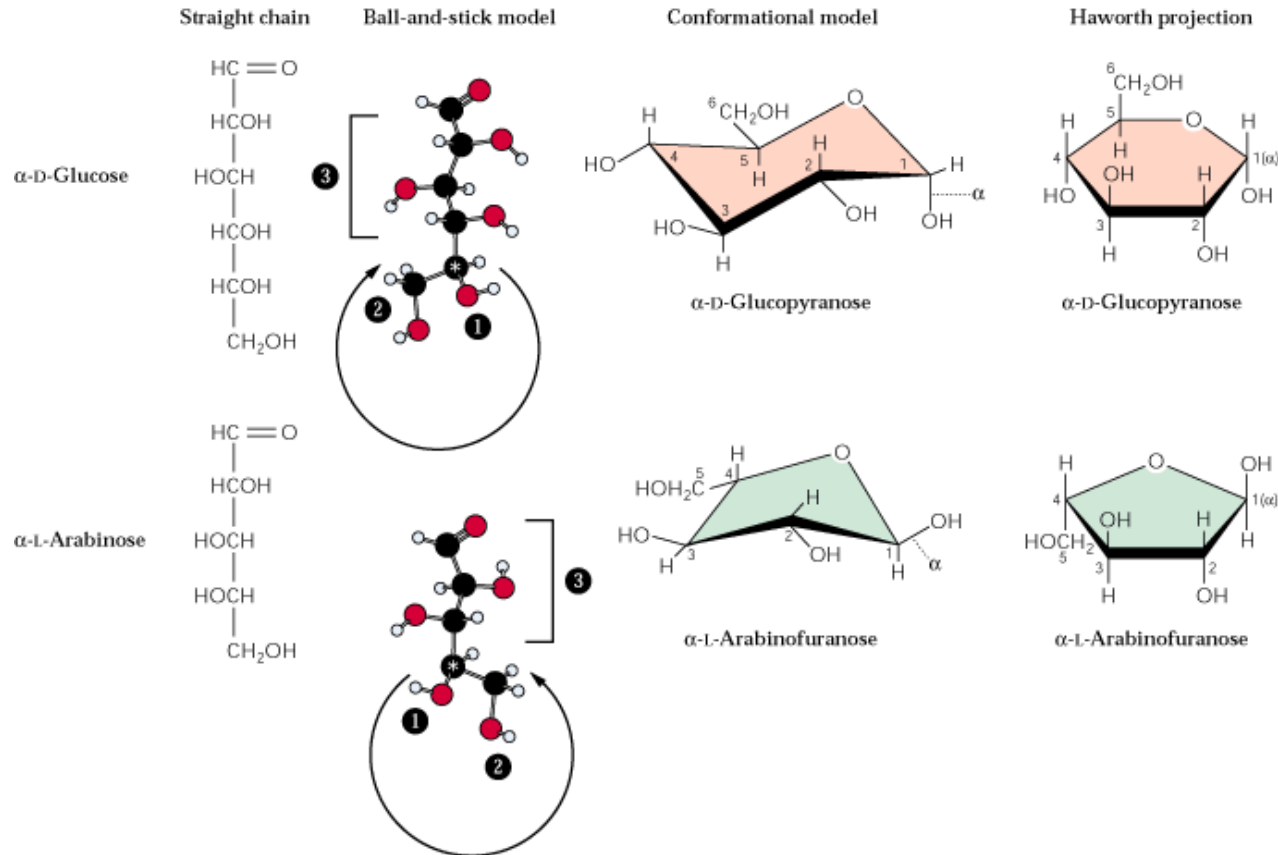 Straight chain
Ball-and-stick model
Conformational model
Haworth projection
α-D-Glucose
HC=O
HCOH
HOCH
HCOH
HCOH
CH2OH
3
*
2
1
6CH2OH
O
H
HO
4
5
H
H
2
1
H
α
OH
OH
3
HO
H
α-D-Glucopyranose
6
CH2OH
H
5
O
H
4
H
OH
H
1(α)
HO
OH
3
2
H
OH
α-D-Glucopyranose
α-L-Arabinose
HC=O
HCOH
HOCH
HOCH
CH2OH
3
*
1
2
H
O
5
HOH2C
4
H
HO
OH
H
3
2
OH
1
H
α
α-L-Arabinofuranose
OH
H
O
4
1(α)
OH
H
H
HOCH2
5
3
2
H
OH
α-L-Arabinofuranose